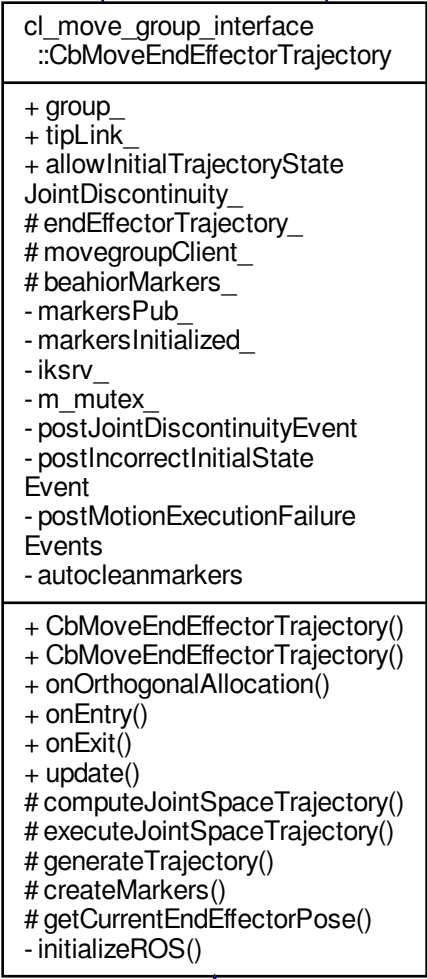 cl_move_group_interface
::CbMoveEndEffectorTrajectory
+ group_
+ tipLink_
+ allowInitialTrajectoryState
JointDiscontinuity_
# endEffectorTrajectory_
# movegroupClient_
# beahiorMarkers_
- markersPub_
- markersInitialized_
- iksrv_
- m_mutex_
- postJointDiscontinuityEvent
- postIncorrectInitialState
Event
- postMotionExecutionFailure
Events
- autocleanmarkers
+ CbMoveEndEffectorTrajectory()
+ CbMoveEndEffectorTrajectory()
+ onOrthogonalAllocation()
+ onEntry()
+ onExit()
+ update()
# computeJointSpaceTrajectory()
# executeJointSpaceTrajectory()
# generateTrajectory()
# createMarkers()
# getCurrentEndEffectorPose()
- initializeROS()